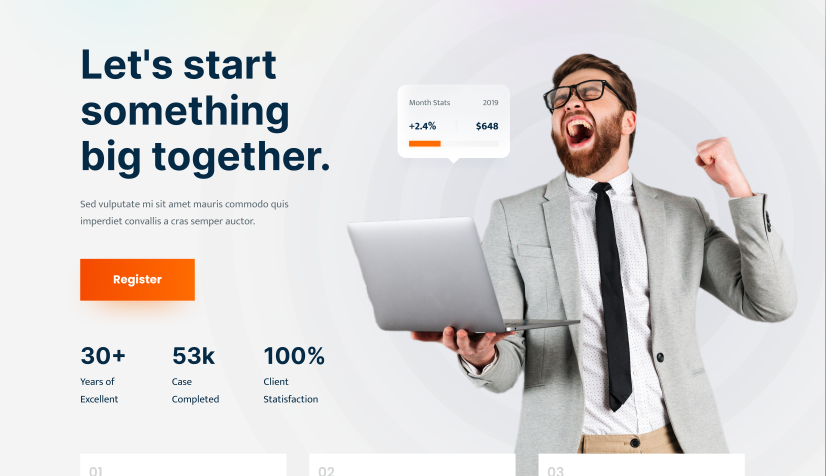 Let's start
something
big together.
Month Stats 2019
+2.4% $648
Sed vulputate mi sit amet mauris commodo quis
imperdiet convallis a cras semper auctor.
Register
30+ 53k 100%
Years of Case Client
Excellent Completed Statisfaction
01 02 03